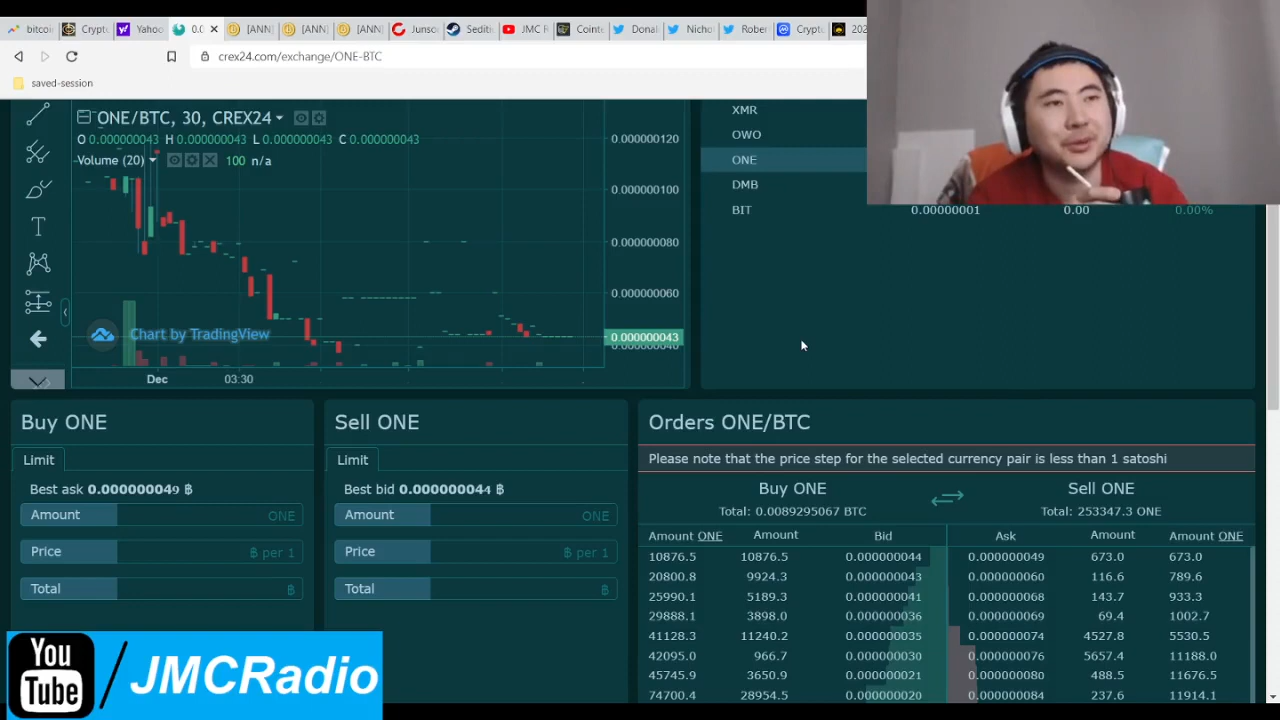 bitcoin
Crypto
Yahoo
0.0
[ANN]
[ANN]
[ANN]
Junso
Sediti
JMC R
Cointe
Donal
Nicho
Rober
Crypto
202
crex24.com/exchange/ONE-BTC
saved-session
ONE/BTC, 30, CREX24
O 0.000000043 H 0.000000043 L 0.000000043 C 0.000000043
Volume (20) 100 n/a
0.000000120
0.000000100
0.000000080
0.000000060
0.000000043
0.000000040
Chart by TradingView
Dec 03:30
XMR
OWO
ONE
DMB
BIT 0.00000001 0.00 0.00%
Buy ONE
Limit
Best ask 0.000000049 ฿
Amount ONE
Price ฿ per 1
Total ฿
Sell ONE
Limit
Best bid 0.000000044 ฿
Amount ONE
Price ฿ per 1
Total ฿
Orders ONE/BTC
Please note that the price step for the selected currency pair is less than 1 satoshi
Buy ONE Sell ONE
Total: 0.0089295067 BTC Total: 253347.3 ONE
Amount ONE Amount Bid Ask Amount Amount ONE
10876.5 10876.5 0.000000044 0.000000049 673.0 673.0
20800.8 9924.3 0.000000043 0.000000060 116.6 789.6
25990.1 5189.3 0.000000041 0.000000068 143.7 933.3
29888.1 3898.0 0.000000036 0.000000069 69.4 1002.7
41128.3 11240.2 0.000000035 0.000000074 4527.8 5530.5
42095.0 966.7 0.000000030 0.000000076 5657.4 11188.0
45745.9 3650.9 0.000000021 0.000000080 488.5 11676.5
74700.4 28954.5 0.000000020 0.000000084 237.6 11914.1
You
Tube
/JMCRadio